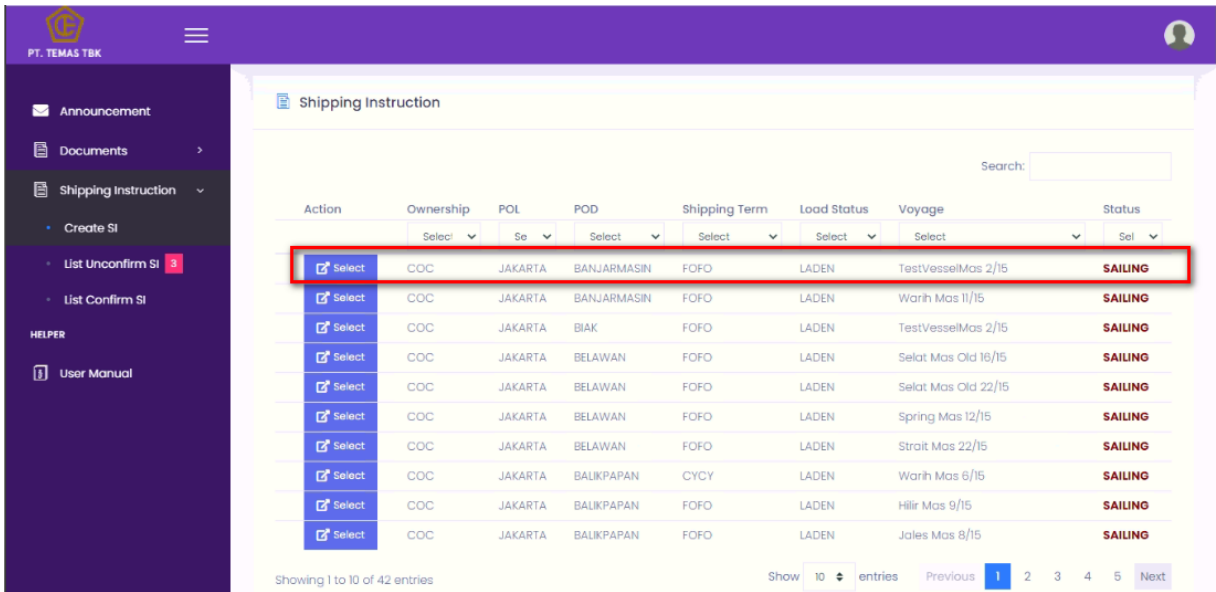 PT. TEMAS TBK
Announcement
Documents
Shipping Instruction
Create SI
List Unconfirm SI 3
List Confirm SI
HELPER
User Manual
Shipping Instruction
Search:
Action Ownership POL POD Shipping Term Load Status Voyage Status
Select Se Select Select Select Select Sel
Select COC JAKARTA BANJARMASIN FOFO LADEN TestVesselMas 2/15 SAILING
Select COC JAKARTA BANJARMASIN FOFO LADEN Warih Mas 11/15 SAILING
Select COC JAKARTA BIAK FOFO LADEN TestVesselMas 2/15 SAILING
Select COC JAKARTA BELAWAN FOFO LADEN Selat Mas Old 16/15 SAILING
Select COC JAKARTA BELAWAN FOFO LADEN Selat Mas Old 22/15 SAILING
Select COC JAKARTA BELAWAN FOFO LADEN Spring Mas 12/15 SAILING
Select COC JAKARTA BELAWAN FOFO LADEN Strait Mas 22/15 SAILING
Select COC JAKARTA BALIKPAPAN CYCY LADEN Warih Mas 6/15 SAILING
Select COC JAKARTA BALIKPAPAN FOFO LADEN Hilir Mas 9/15 SAILING
Select COC JAKARTA BALIKPAPAN FOFO LADEN Jales Mas 8/15 SAILING
Showing 1 to 10 of 42 entries
Show 10 entries
Previous 1 2 3 4 5 Next